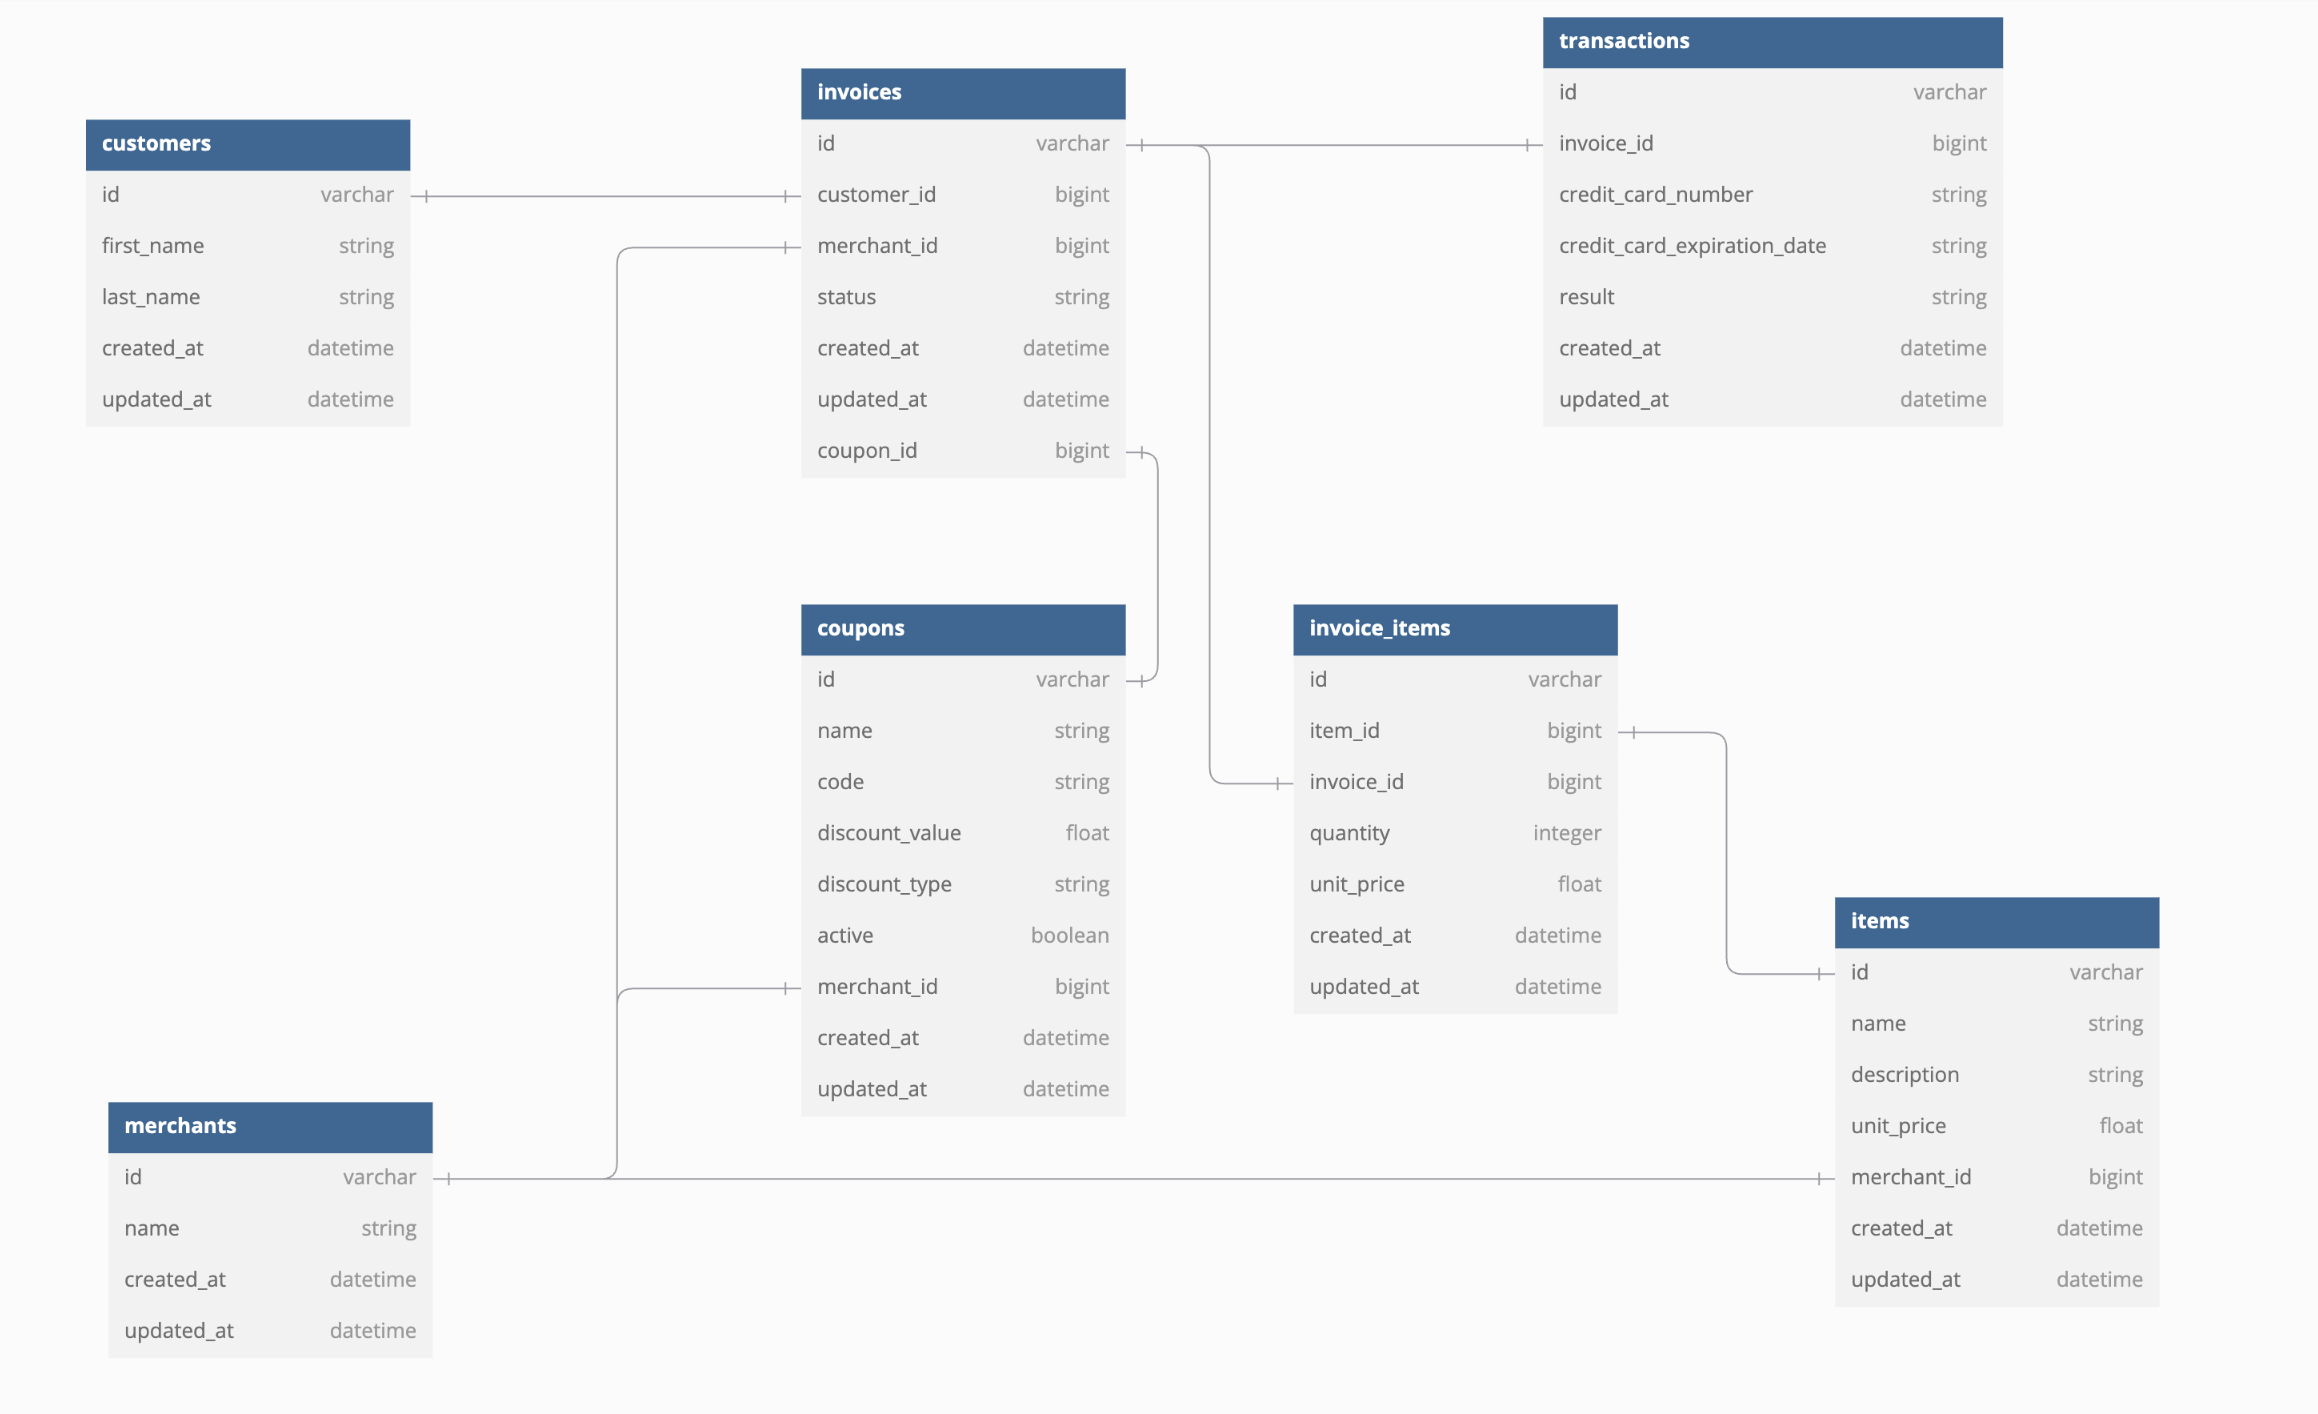 customers
id varchar
first_name string
last_name string
created_at datetime
updated_at datetime
invoices
id varchar
customer_id bigint
merchant_id bigint
status string
created_at datetime
updated_at datetime
coupon_id bigint
transactions
id varchar
invoice_id bigint
credit_card_number string
credit_card_expiration_date string
result string
created_at datetime
updated_at datetime
coupons
id varchar
name string
code string
discount_value float
discount_type string
active boolean
merchant_id bigint
created_at datetime
updated_at datetime
invoice_items
id varchar
item_id bigint
invoice_id bigint
quantity integer
unit_price float
created_at datetime
updated_at datetime
items
id varchar
name string
description string
unit_price float
merchant_id bigint
created_at datetime
updated_at datetime
merchants
id varchar
name string
created_at datetime
updated_at datetime